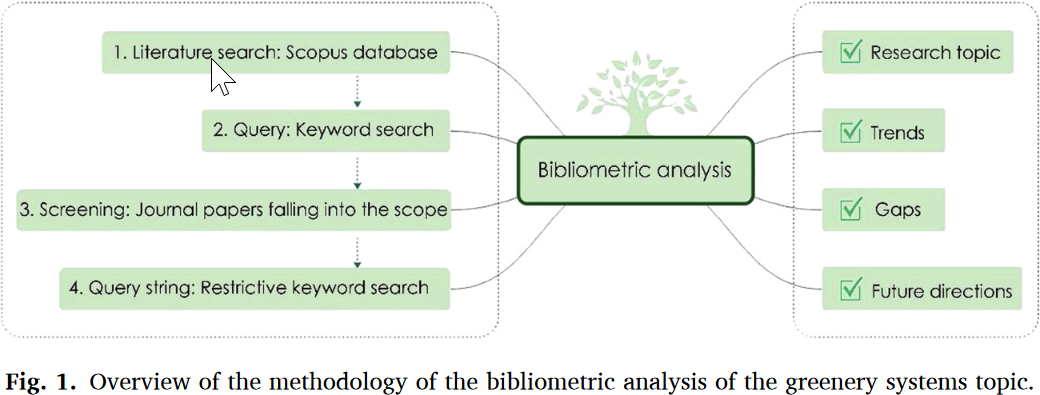 1. Literature search: Scopus database
2. Query: Keyword search
3. Screening: Journal papers falling into the scope
4. Query string: Restrictive keyword search
Bibliometric analysis
Research topic
Trends
Gaps
Future directions
Fig. 1. Overview of the methodology of the bibliometric analysis of the greenery systems topic.